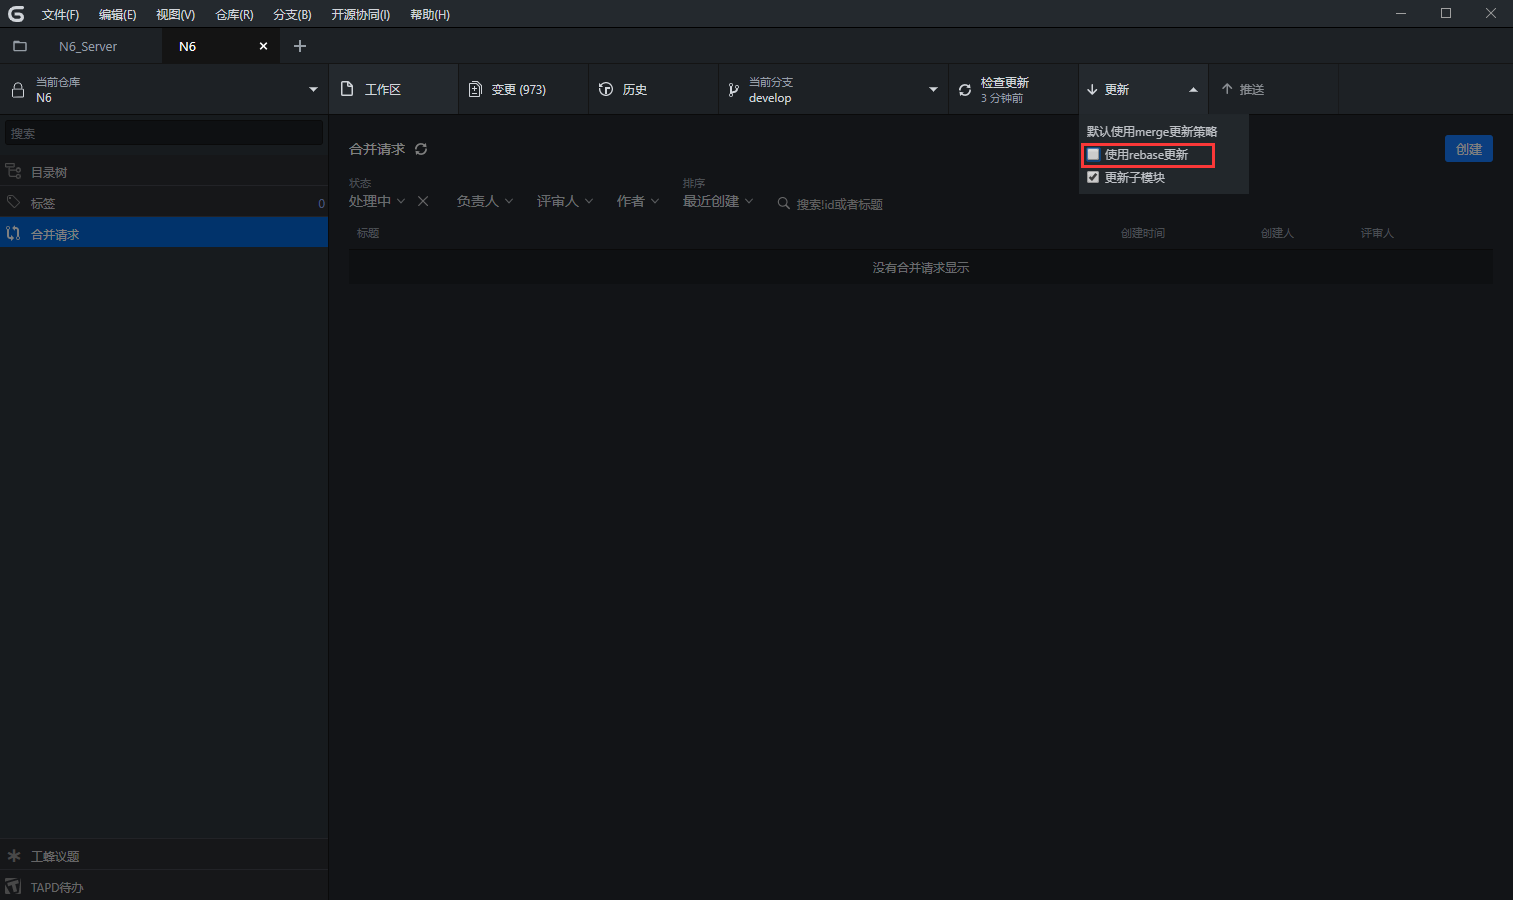 文件(F) 编辑(E) 视图(V) 仓库(R) 分支(B) 开源协同(I) 帮助(H)
N6_Server N6
当前仓库
N6
工作区
变更 (973)
历史
当前分支
develop
检查更新
3 分钟前
更新
推送
默认使用merge更新策略
使用rebase更新
更新子模块
搜索
目录树
标签 0
合并请求
合并请求
创建
状态 排序
处理中 负责人 评审人 作者 最近创建 搜索!id或者标题
标题 创建时间 创建人 评审人
没有合并请求显示
工蜂议题
TAPD待办